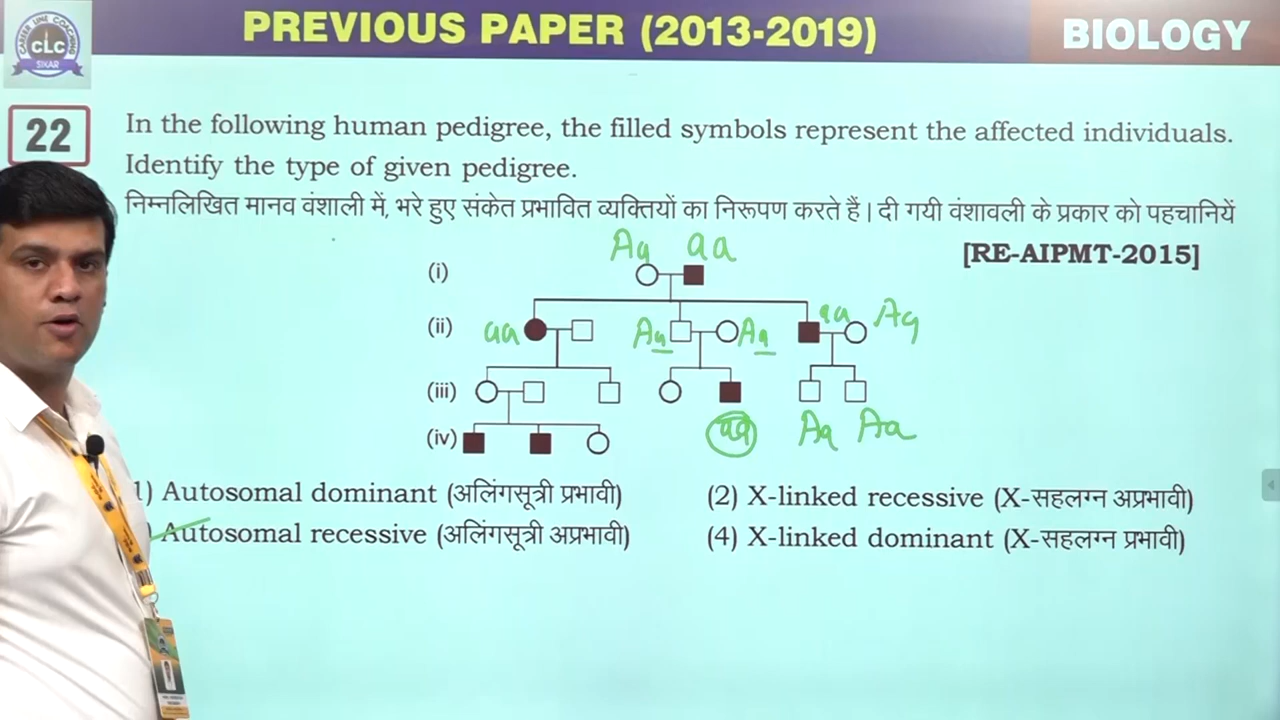 PREVIOUS PAPER (2013-2019)
BIOLOGY
CLC
SIKAR
22
In the following human pedigree, the filled symbols represent the affected individuals.
Identify the type of given pedigree.
निम्नलिखित मानव वंशाली में, भरे हुए संकेत प्रभावित व्यक्तियों का निरूपण करते हैं। दी गयी वंशावली के प्रकार को पहचानियें
[RE-AIPMT-2015]
Aa aa
(i)
(ii) aa Aa Aa aa Aa
(iii)
aa Aa Aa
(iv)
1) Autosomal dominant (अलिंगसूत्री प्रभावी)
(2) X-linked recessive (X-सहलग्न अप्रभावी)
) Autosomal recessive (अलिंगसूत्री अप्रभावी)
(4) X-linked dominant (X-सहलग्न प्रभावी)